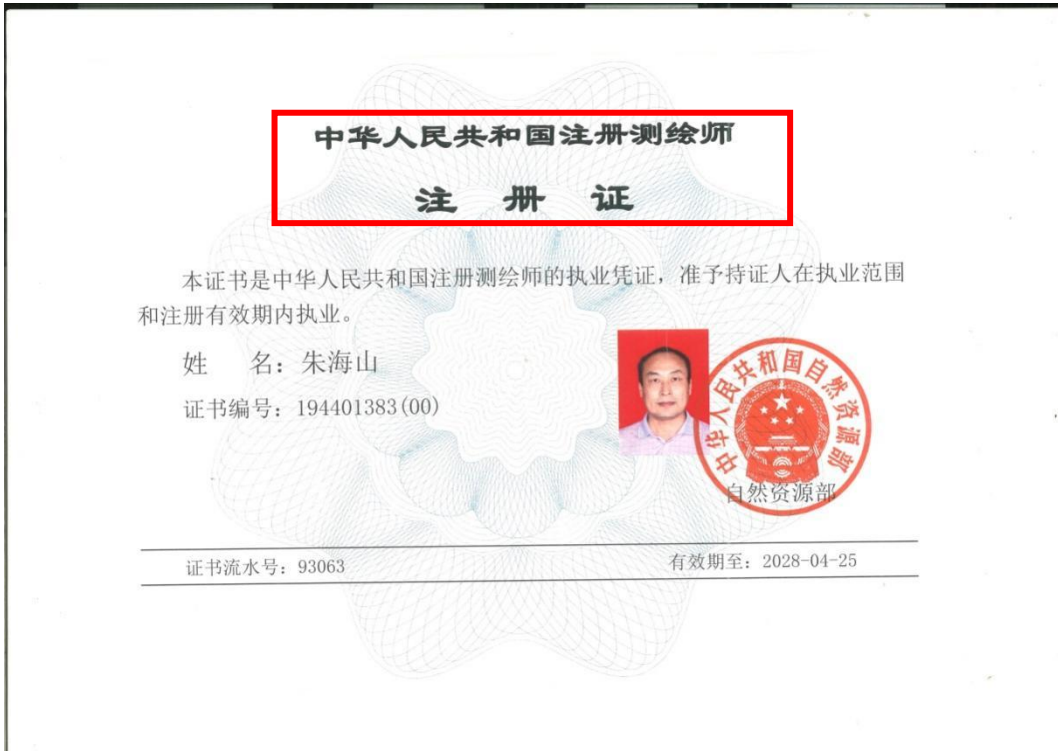 中华人民共和国注册测绘师
注 册 证
本证书是中华人民共和国注册测绘师的执业凭证，准予持证人在执业范围
和注册有效期内执业。
姓 名：朱海山
证书编号：194401383(00)
中华人民共和国自然资源部
自然资源部
证书流水号：93063
有效期至：2028-04-25